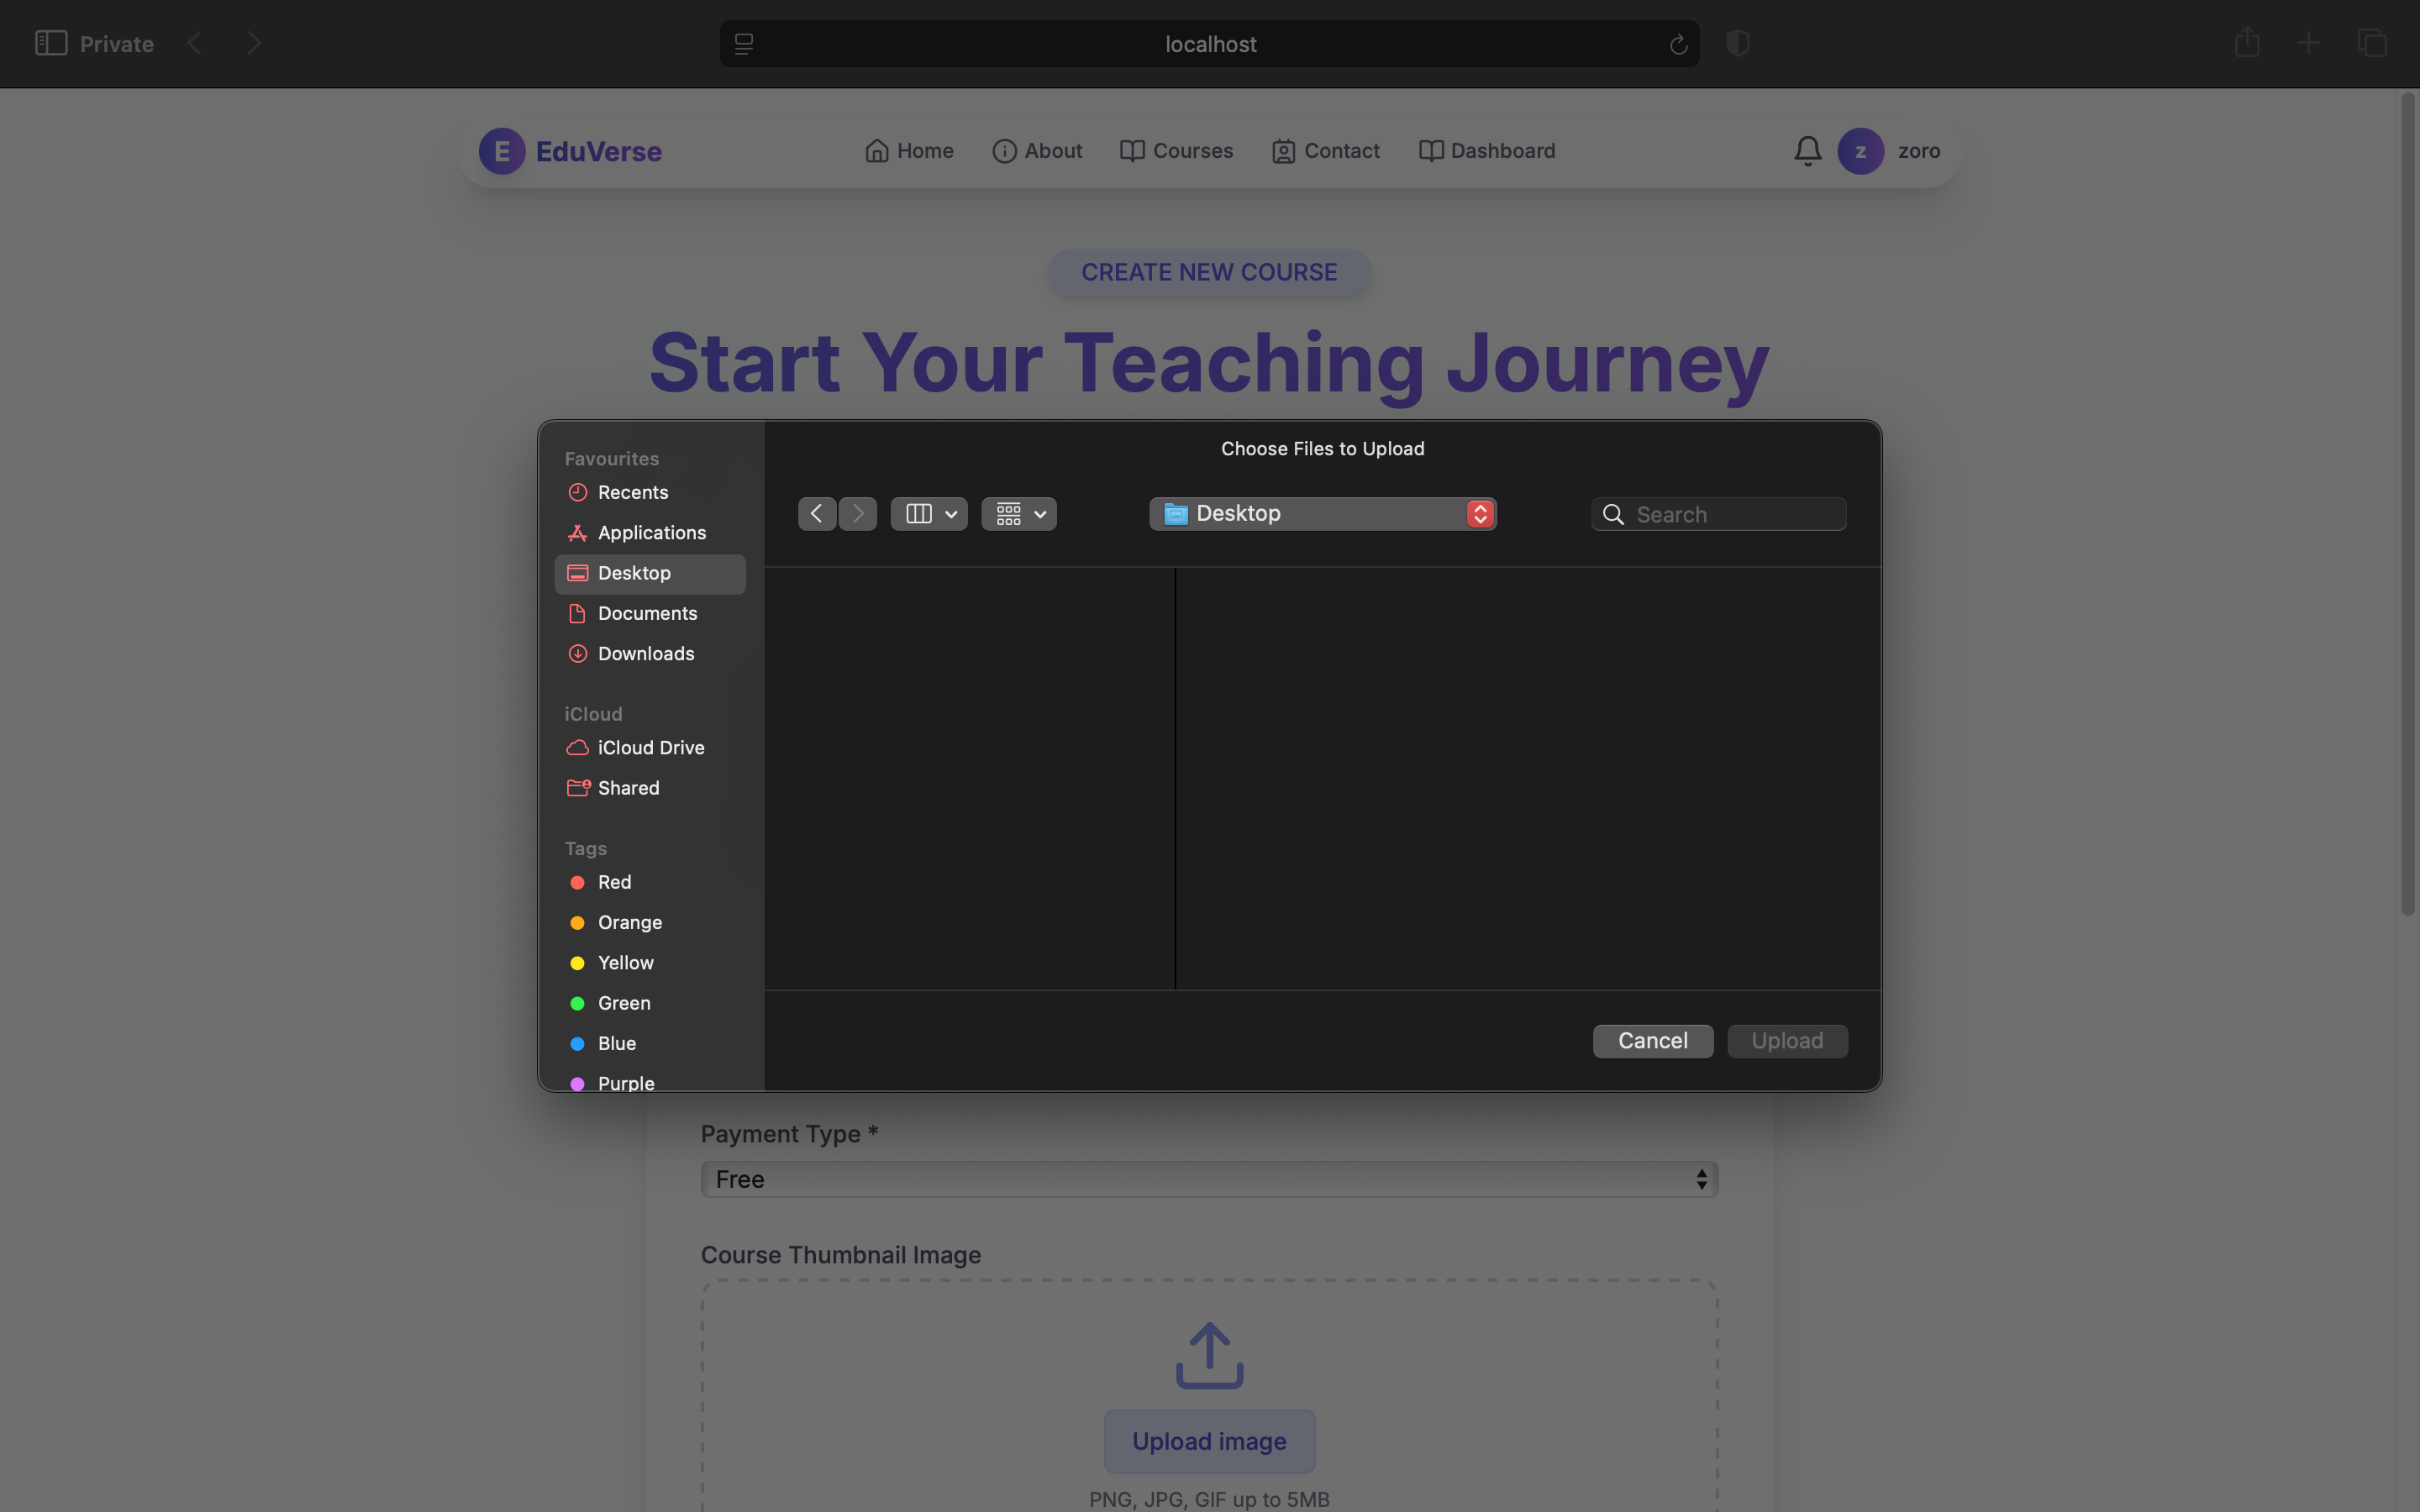 Private
localhost
E EduVerse
Home
About
Courses
Contact
Dashboard
z
zoro
CREATE NEW COURSE
Start Your Teaching Journey
Choose Files to Upload
Favourites
Recents
Applications
Desktop
Documents
Downloads
iCloud
iCloud Drive
Shared
Tags
Red
Orange
Yellow
Green
Blue
Purple
Desktop
Search
Cancel
Upload
Payment Type *
Free
Course Thumbnail Image
Upload image
PNG, JPG, GIF up to 5MB